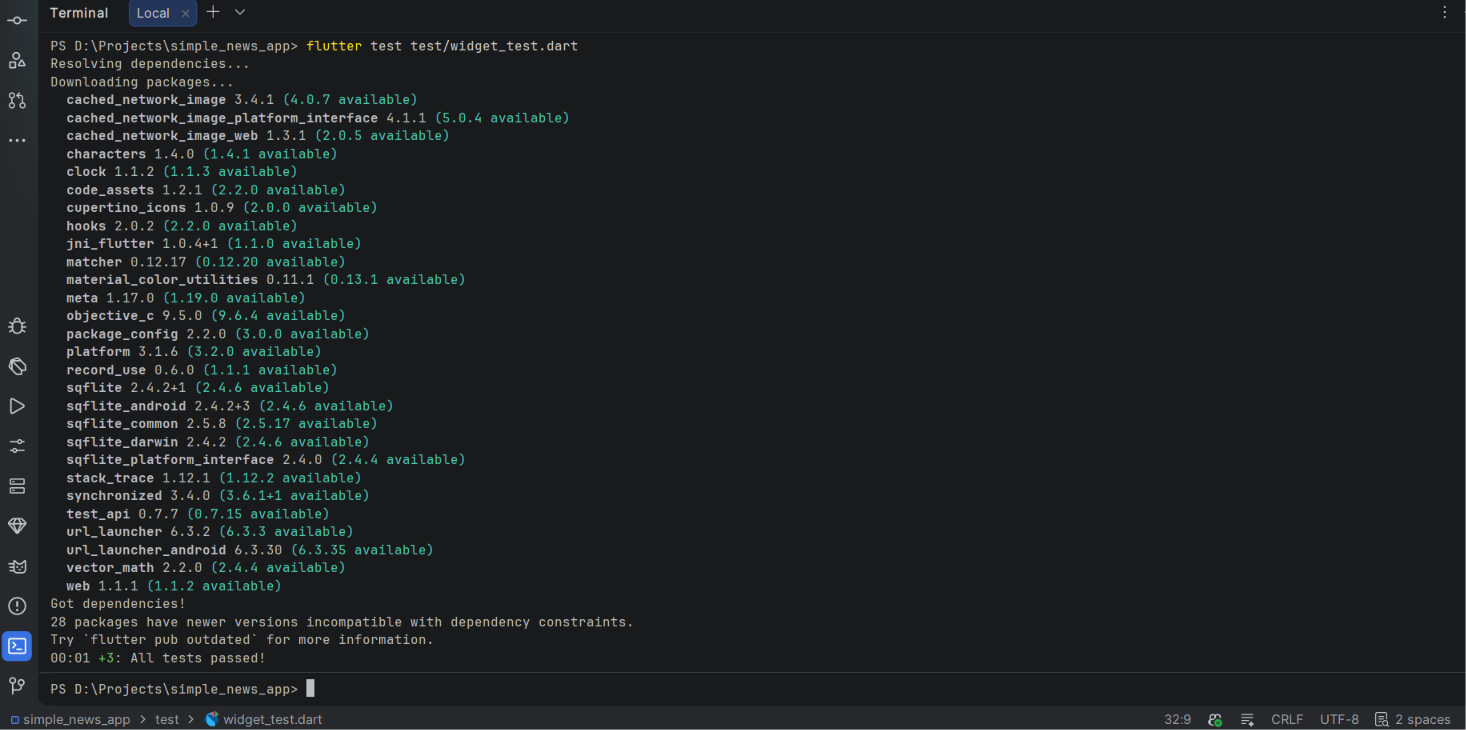 Terminal Local
PS D:\Projects\simple_news_app> flutter test test/widget_test.dart
Resolving dependencies...
Downloading packages...
cached_network_image 3.4.1 (4.0.7 available)
cached_network_image_platform_interface 4.1.1 (5.0.4 available)
cached_network_image_web 1.3.1 (2.0.5 available)
characters 1.4.0 (1.4.1 available)
clock 1.1.2 (1.1.3 available)
code_assets 1.2.1 (2.2.0 available)
cupertino_icons 1.0.9 (2.0.0 available)
hooks 2.0.2 (2.2.0 available)
jni_flutter 1.0.4+1 (1.1.0 available)
matcher 0.12.17 (0.12.20 available)
material_color_utilities 0.11.1 (0.13.1 available)
meta 1.17.0 (1.19.0 available)
objective_c 9.5.0 (9.6.4 available)
package_config 2.2.0 (3.0.0 available)
platform 3.1.6 (3.2.0 available)
record_use 0.6.0 (1.1.1 available)
sqflite 2.4.2+1 (2.4.6 available)
sqflite_android 2.4.2+3 (2.4.6 available)
sqflite_common 2.5.8 (2.5.17 available)
sqflite_darwin 2.4.2 (2.4.6 available)
sqflite_platform_interface 2.4.0 (2.4.4 available)
stack_trace 1.12.1 (1.12.2 available)
synchronized 3.4.0 (3.6.1+1 available)
test_api 0.7.7 (0.7.15 available)
url_launcher 6.3.2 (6.3.3 available)
url_launcher_android 6.3.30 (6.3.35 available)
vector_math 2.2.0 (2.4.4 available)
web 1.1.1 (1.1.2 available)
Got dependencies!
28 packages have newer versions incompatible with dependency constraints.
Try `flutter pub outdated` for more information.
00:01 +3: All tests passed!
PS D:\Projects\simple_news_app>
simple_news_app > test > widget_test.dart 32:9 CRLF UTF-8 2 spaces